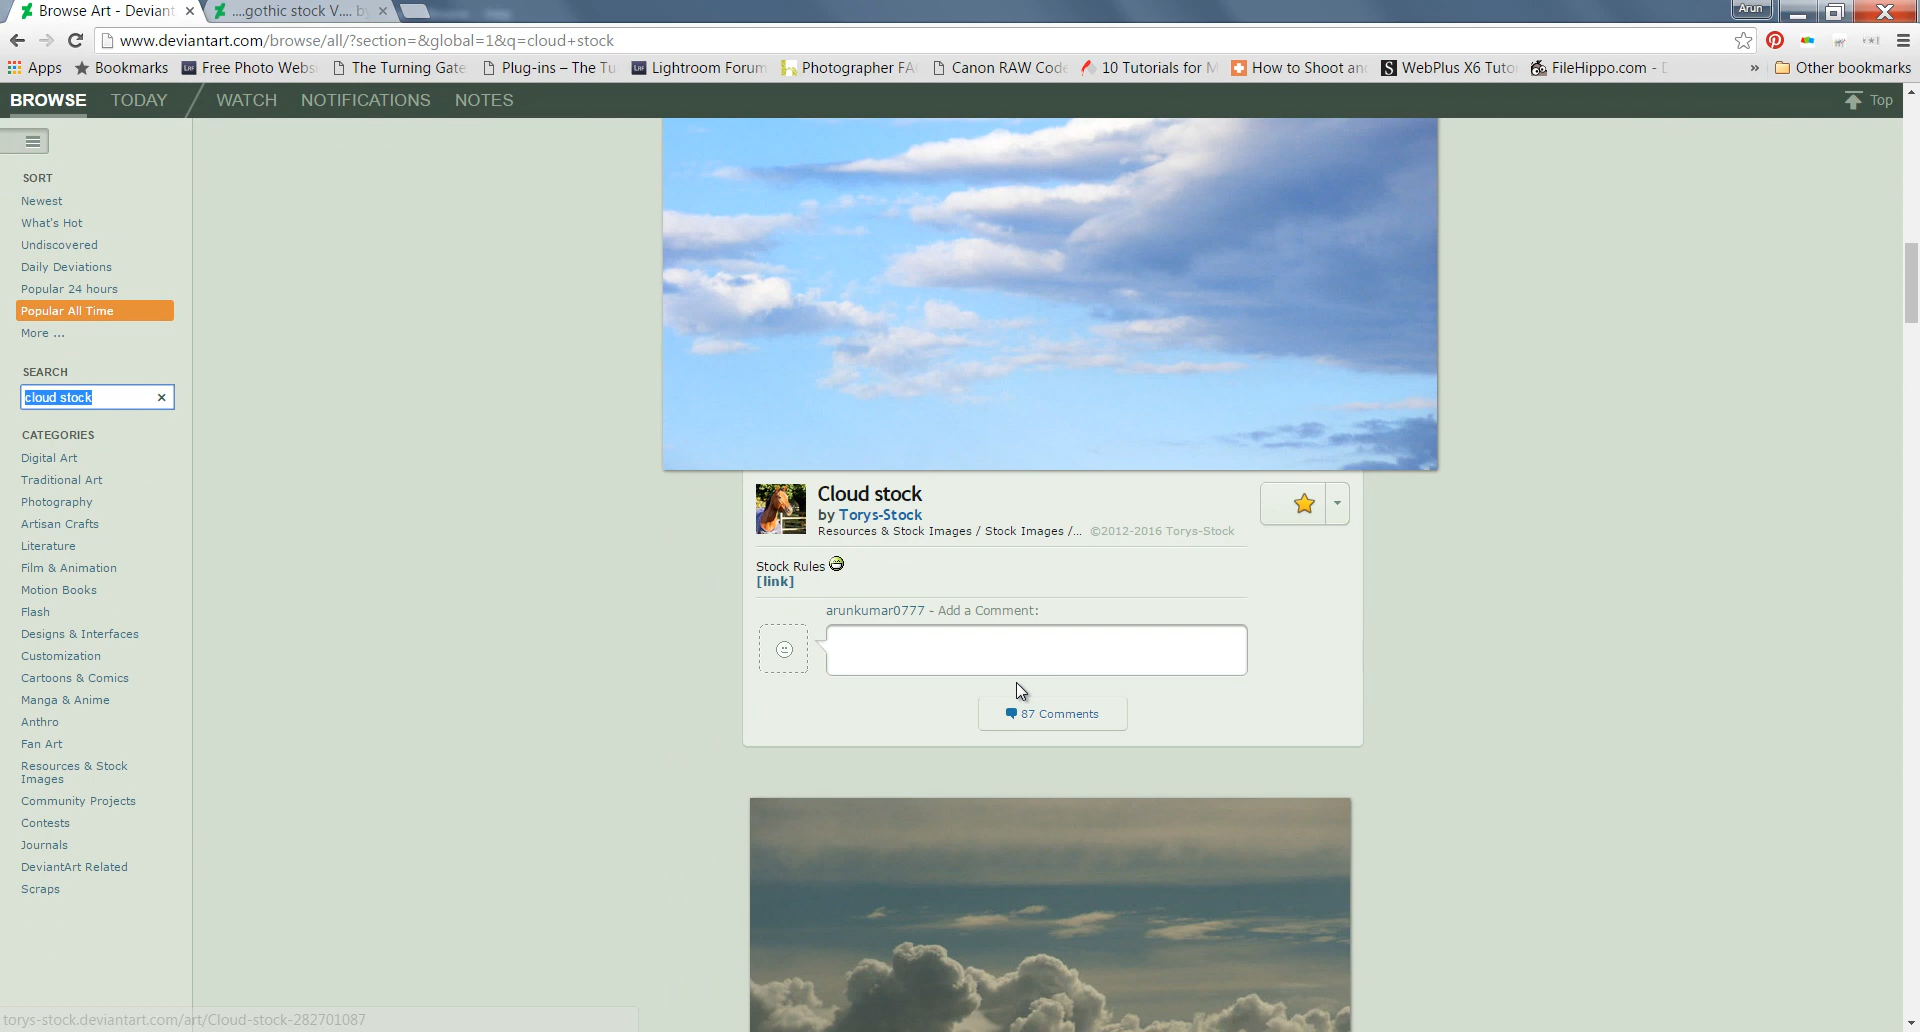 Browse Art - Deviant
....gothic stock V.... by
Arun
www.deviantart.com/browse/all/?section=&global=1&q=cloud+stock
Apps
Bookmarks
Free Photo Webs
The Turning Gate
Plug-ins – The Tu
Lightroom Forum
Photographer FA
Canon RAW Code
10 Tutorials for M
How to Shoot an
WebPlus X6 Tuto
FileHippo.com - D
»
Other bookmarks
BROWSE
TODAY
WATCH
NOTIFICATIONS
NOTES
Top
SORT
Newest
What's Hot
Undiscovered
Daily Deviations
Popular 24 hours
Popular All Time
More ...
SEARCH
cloud stock
CATEGORIES
Digital Art
Traditional Art
Photography
Artisan Crafts
Literature
Film & Animation
Motion Books
Flash
Designs & Interfaces
Customization
Cartoons & Comics
Manga & Anime
Anthro
Fan Art
Resources & Stock
Images
Community Projects
Contests
Journals
DeviantArt Related
Scraps
Cloud stock
by Torys-Stock
Resources & Stock Images / Stock Images /... ©2012-2016 Torys-Stock
Stock Rules
[link]
arunkumar0777 - Add a Comment:
87 Comments
torys-stock.deviantart.com/art/Cloud-stock-282701087